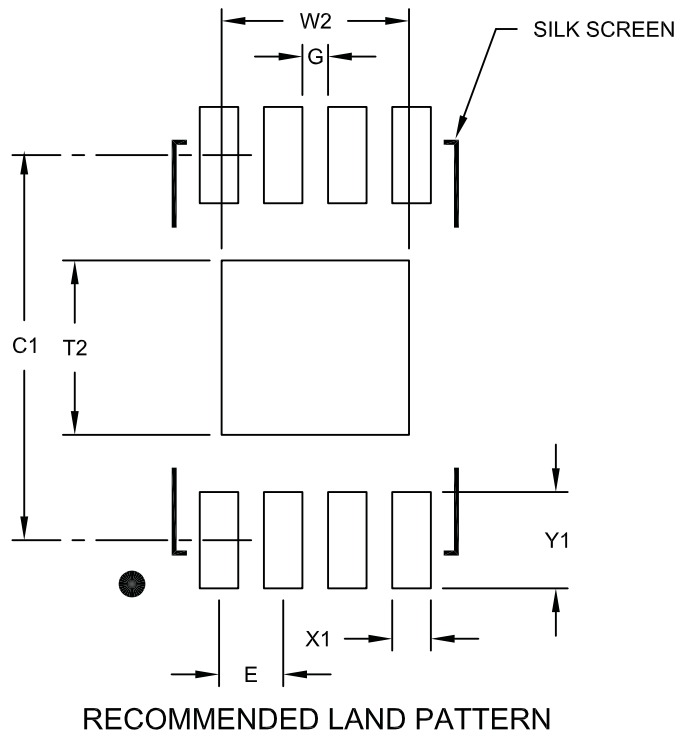 W2
SILK SCREEN
G
C1
T2
Y1
X1
E
RECOMMENDED LAND PATTERN